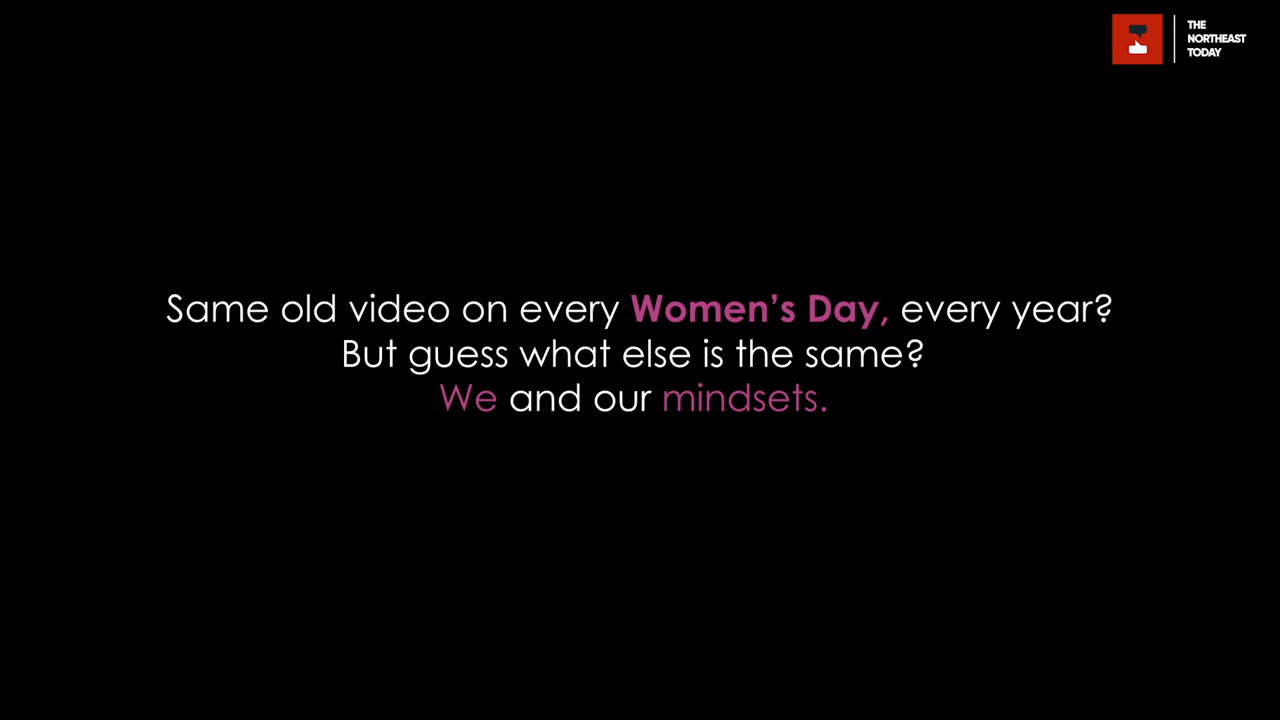 THE
NORTHEAST
TODAY
Same old video on every Women’s Day, every year?
But guess what else is the same?
We and our mindsets.